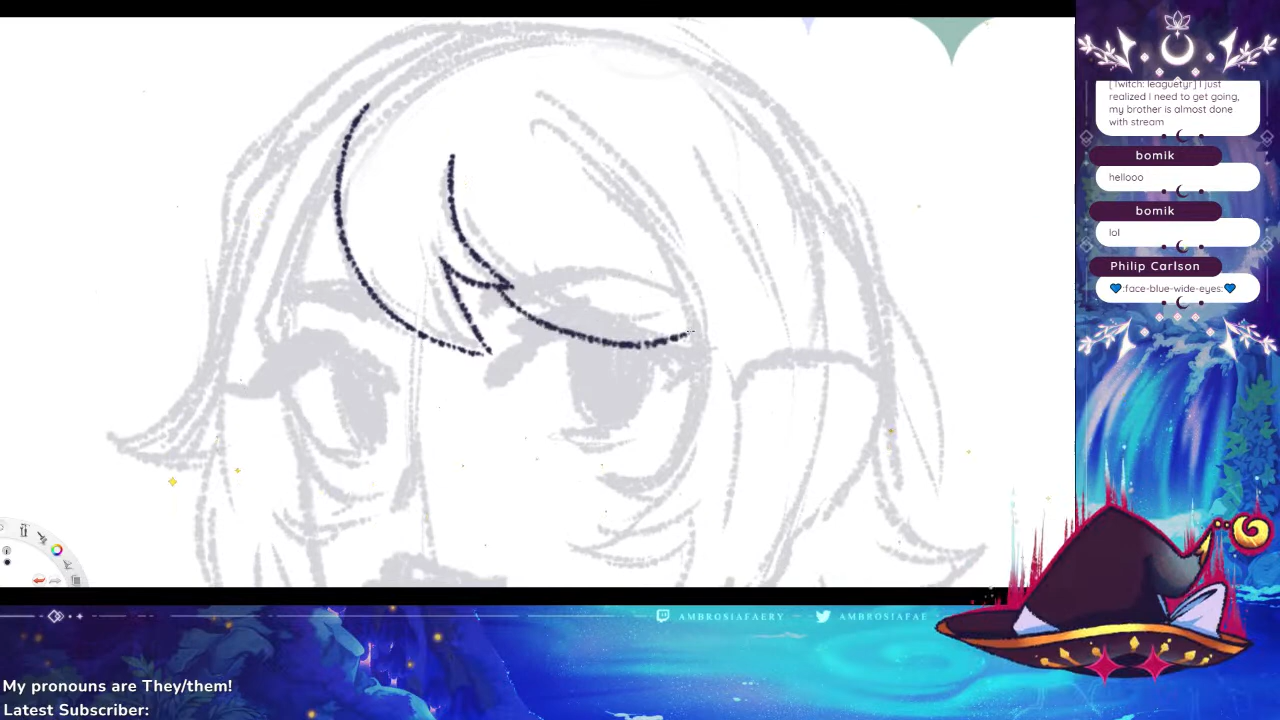 [Twitch: leaguetyr] I just
realized I need to get going,
my brother is almost done
with stream
bomik
hellooo
bomik
lol
Philip Carlson
💙:face-blue-wide-eyes:💙
AMBROSIAFAERY
AMBROSIAFAE
My pronouns are They/them!
Latest Subscriber: